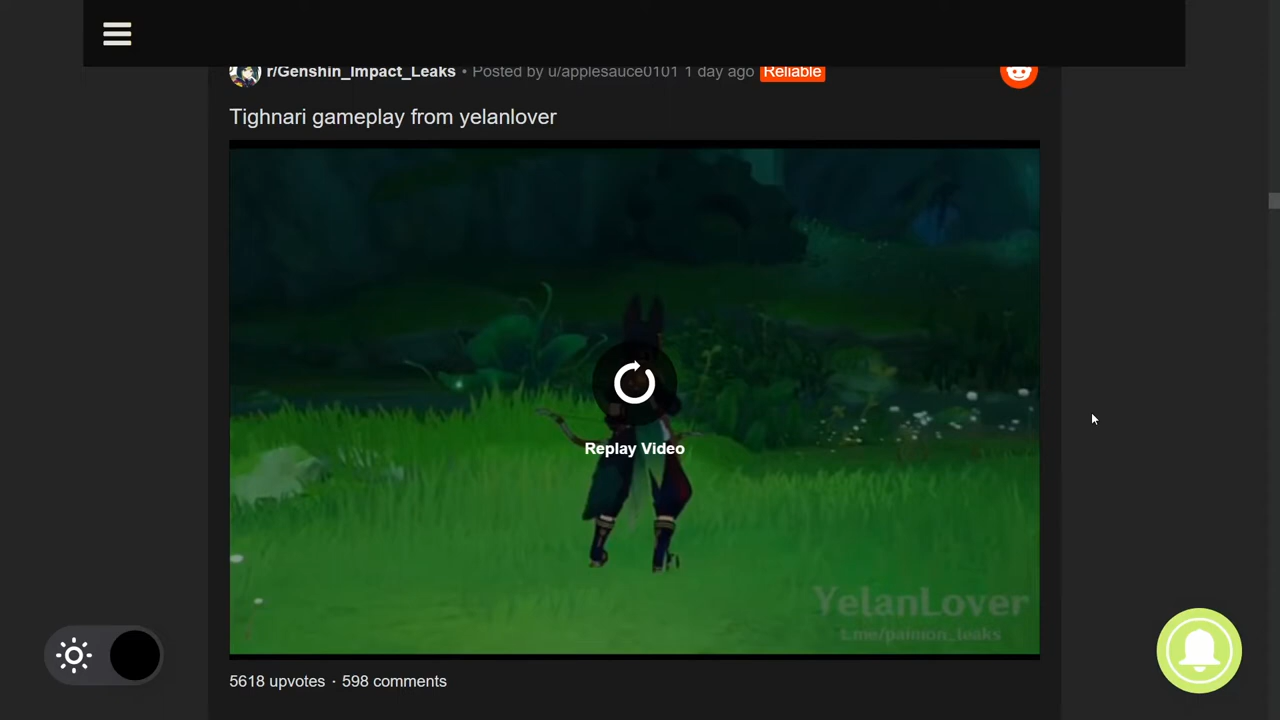 r/Genshin_Impact_Leaks • Posted by u/applesauce0101 1 day ago Reliable
Tighnari gameplay from yelanlover
Replay Video
YelanLover
t.me/paimon_leaks
5618 upvotes · 598 comments